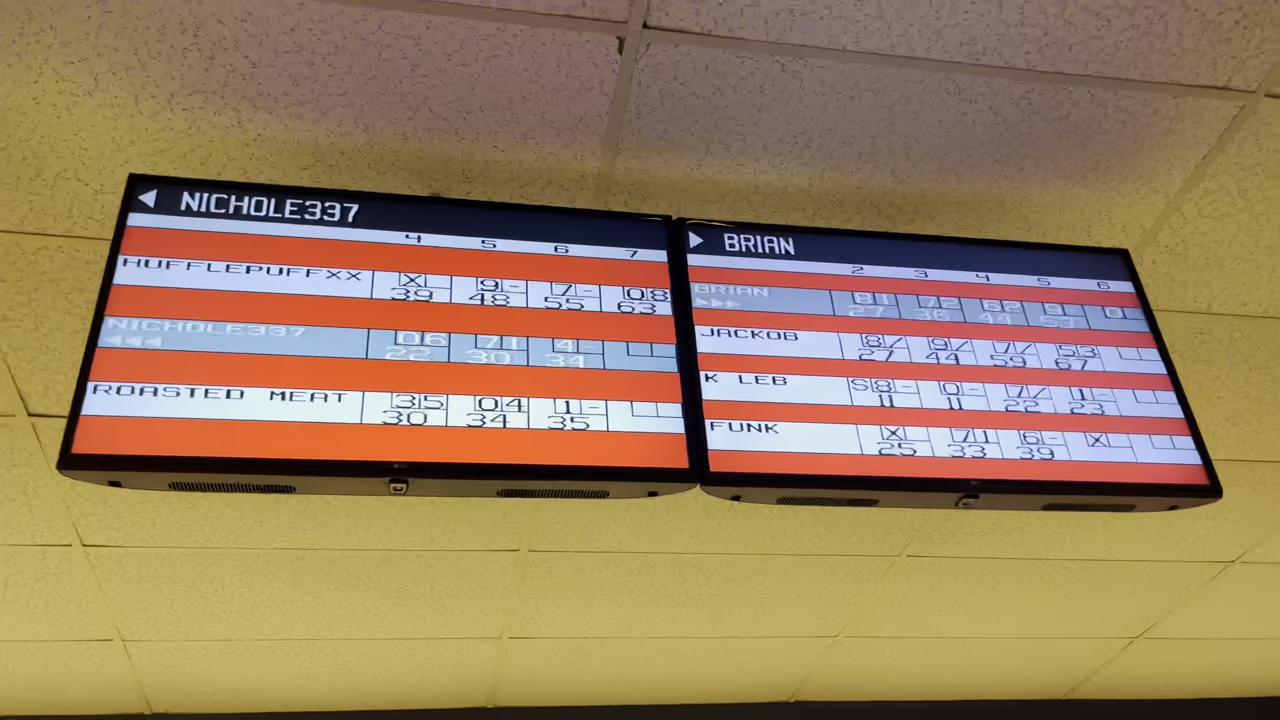 ◀ NICHOLE337
4 5 6 7
HUFFLEPUFFXX X 9- 7- 08
39 48 55 63
NICHOLE337 06 71 4-
◀◀◀ 22 30 34
ROASTED MEAT 35 04 1-
30 34 35
▶ BRIAN
2 3 4 5 6
BRIAN 81 72 62 9- 0
▶▶▶ 27 36 44 53
JACKOB 8/ 9/ 7/ 53
27 44 59 67
K LEB S8- 0- 7/ 1-
11 11 22 23
FUNK X 71 6- X
25 33 39
LG